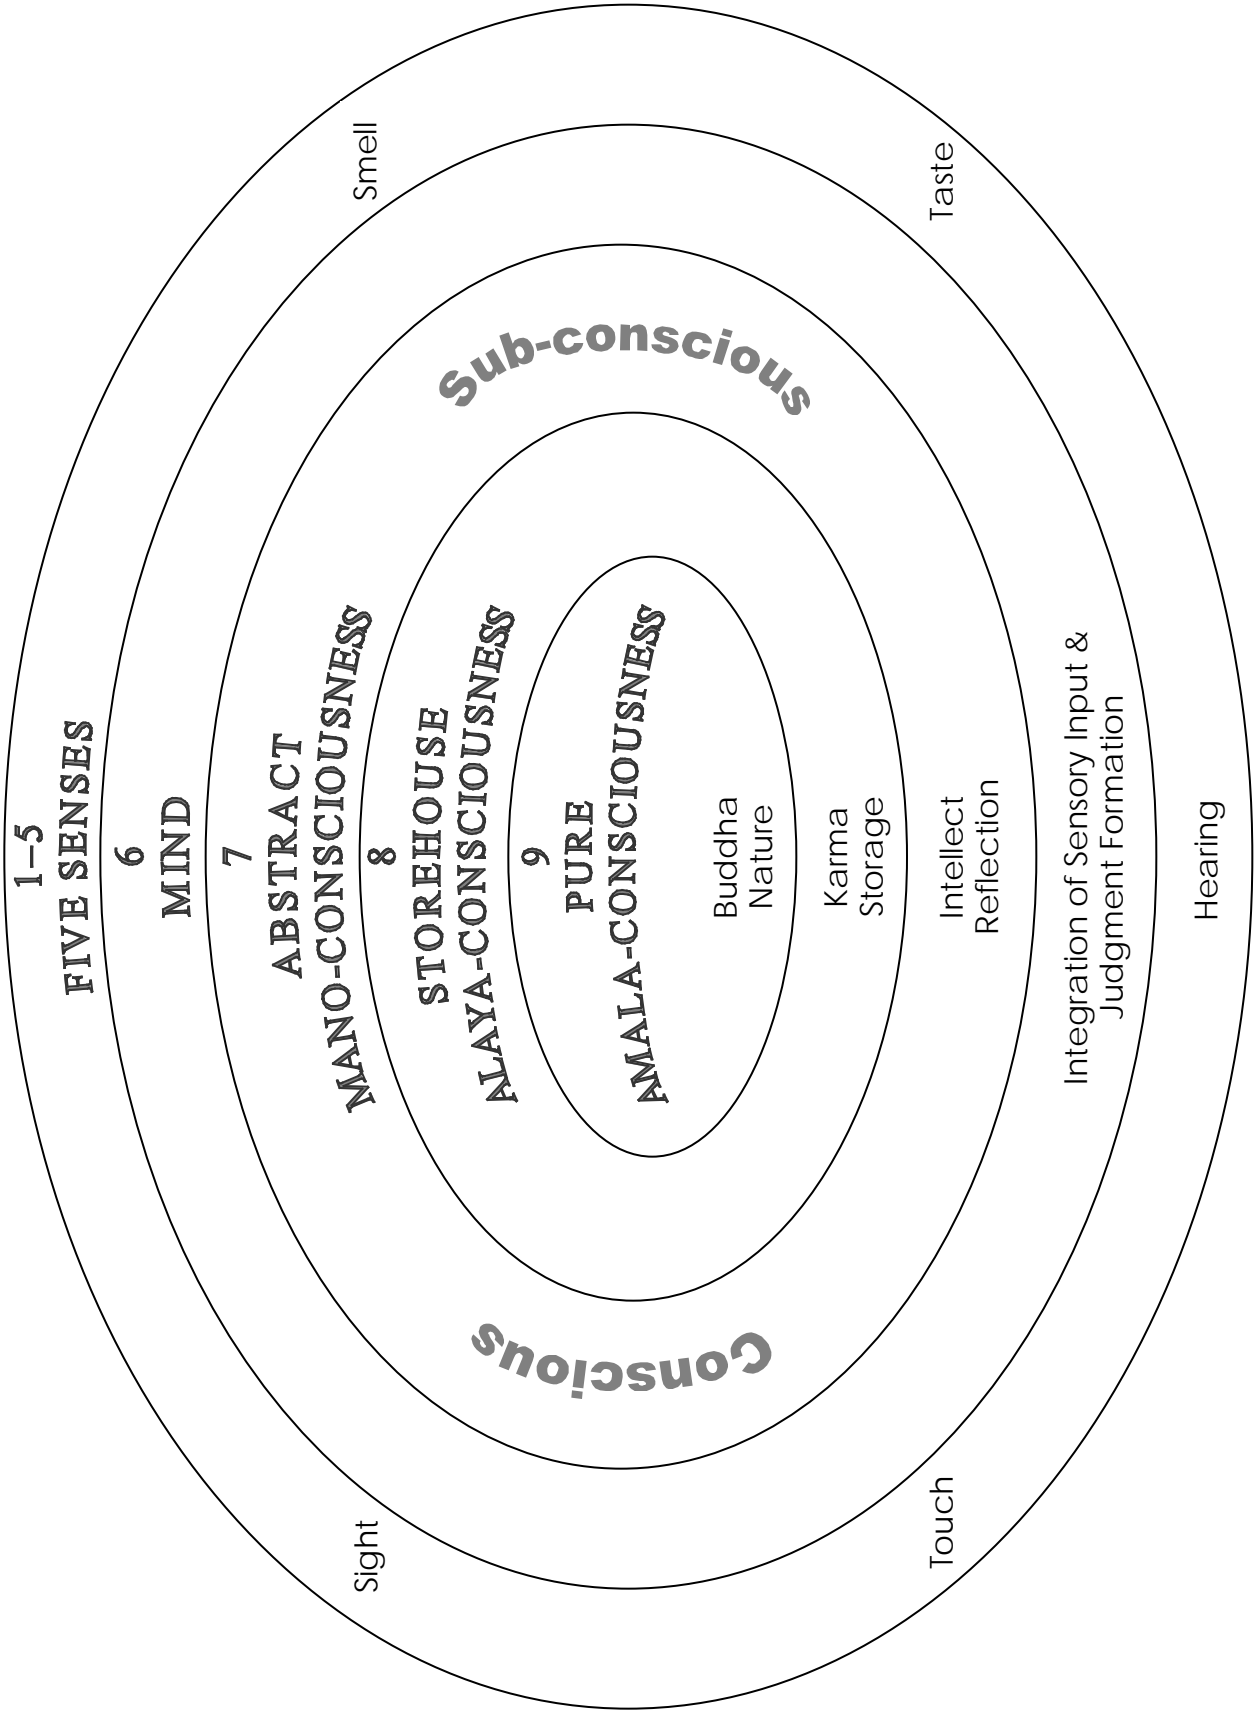 1–5
FIVE SENSES
6
MIND
7
ABSTRACT
MANO-CONSCIOUSNESS
8
STOREHOUSE
ALAYA-CONSCIOUSNESS
9
PURE
AMALA-CONSCIOUSNESS
Buddha
Nature
Karma
Storage
Intellect
Reflection
Integration of Sensory Input &
Judgment Formation
Hearing
Sight
Smell
Touch
Taste
Conscious
Sub-conscious